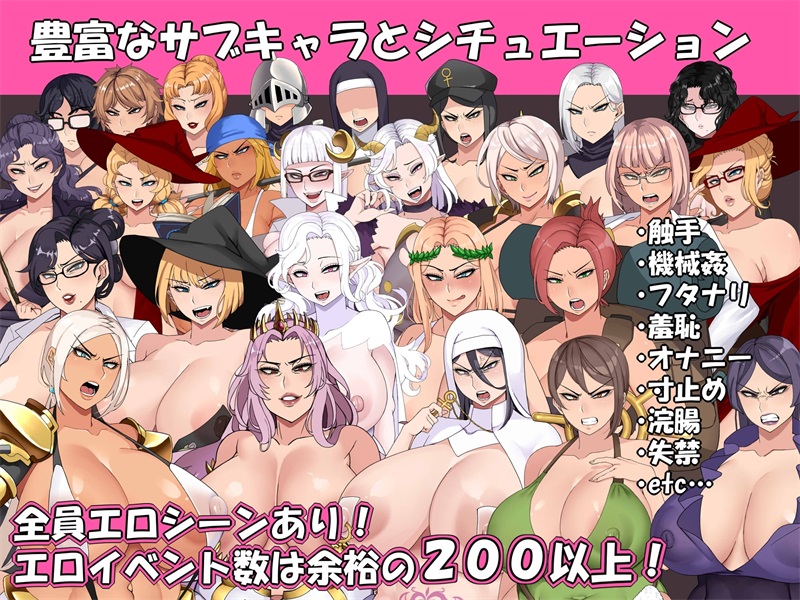 豊富なサブキャラとシチュエーション
・触手
・機械姦
・フタナリ
・羞恥
・オナニー
・寸止め
・浣腸
・失禁
・etc…
全員エロシーンあり！
エロイベント数は余裕の２００以上！